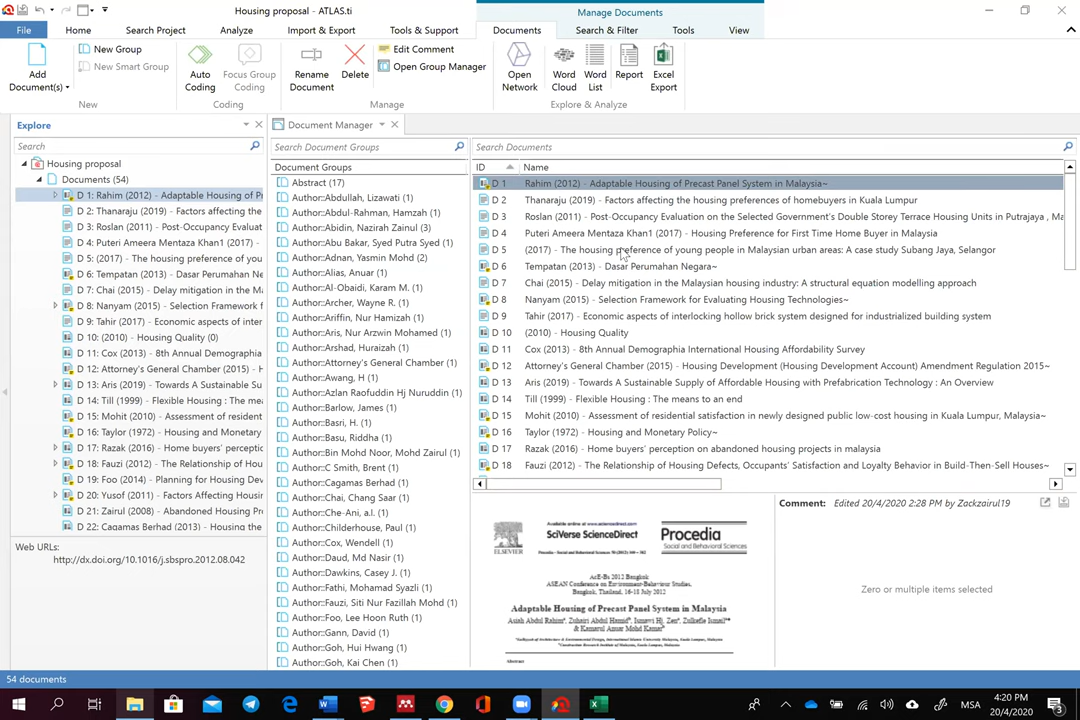 Housing proposal - ATLAS.ti
Manage Documents
File
Home
Search Project
Analyze
Import & Export
Tools & Support
Documents
Search & Filter
Tools
View
Add Document(s)
New Group
New Smart Group
New
Auto Coding
Focus Group Coding
Coding
Rename Document
Delete
Edit Comment
Open Group Manager
Manage
Open Network
Word Cloud
Word List
Report
Excel Export
Explore & Analyze
Explore
Search
Housing proposal
Documents (54)
D 1: Rahim (2012) - Adaptable Housing of Pr
D 2: Thanaraju (2019) - Factors affecting the
D 3: Roslan (2011) - Post-Occupancy Evaluat
D 4: Puteri Ameera Mentaza Khan1 (2017) -
D 5: (2017) - The housing preference of you
D 6: Tempatan (2013) - Dasar Perumahan Ne
D 7: Chai (2015) - Delay mitigation in the Ma
D 8: Nanyam (2015) - Selection Framework f
D 9: Tahir (2017) - Economic aspects of inter
D 10: (2010) - Housing Quality (0)
D 11: Cox (2013) - 8th Annual Demographia
D 12: Attorney's General Chamber (2015) - H
D 13: Aris (2019) - Towards A Sustainable Su
D 14: Till (1999) - Flexible Housing : The mea
D 15: Mohit (2010) - Assessment of resident
D 16: Taylor (1972) - Housing and Monetary
D 17: Razak (2016) - Home buyers' perceptio
D 18: Fauzi (2012) - The Relationship of Hou
D 19: Foo (2014) - Planning for Housing Dev
D 20: Yusof (2011) - Factors Affecting Housi
D 21: Zairul (2008) - Abandoned Housing Pr
D 22: Cagamas Berhad (2013) - Housing the
Web URLs:
http://dx.doi.org/10.1016/j.sbspro.2012.08.042
Document Manager
Search Document Groups
Document Groups
Abstract (17)
Author::Abdullah, Lizawati (1)
Author::Abdul-Rahman, Hamzah (1)
Author::Abidin, Nazirah Zainul (3)
Author::Abu Bakar, Syed Putra Syed (1)
Author::Adnan, Yasmin Mohd (2)
Author::Alias, Anuar (1)
Author::Al-Obaidi, Karam M. (1)
Author::Archer, Wayne R. (1)
Author::Ariffin, Nur Hamizah (1)
Author::Aris, Nur Arzwin Mohamed (1)
Author::Arshad, Huraizah (1)
Author::Attorney's General Chamber (1)
Author::Awang, H (1)
Author::Azlan Raofuddin Hj Nuruddin (1)
Author::Barlow, James (1)
Author::Basri, H. (1)
Author::Basu, Riddha (1)
Author::Bin Mohd Noor, Mohd Zairul (1)
Author::C Smith, Brent (1)
Author::Cagamas Berhad (1)
Author::Chai, Chang Saar (1)
Author::Che-Ani, a.I. (1)
Author::Childerhouse, Paul (1)
Author::Cox, Wendell (1)
Author::Daud, Md Nasir (1)
Author::Dawkins, Casey J. (1)
Author::Fathi, Mohamad Syazli (1)
Author::Fauzi, Siti Nur Fazillah Mohd (1)
Author::Foo, Lee Hoon Ruth (1)
Author::Gann, David (1)
Author::Goh, Hui Hwang (1)
Author::Goh, Kai Chen (1)
Search Documents
ID Name
D 1 Rahim (2012) - Adaptable Housing of Precast Panel System in Malaysia~
D 2 Thanaraju (2019) - Factors affecting the housing preferences of homebuyers in Kuala Lumpur
D 3 Roslan (2011) - Post-Occupancy Evaluation on the Selected Government's Double Storey Terrace Housing Units in Putrajaya , Ma
D 4 Puteri Ameera Mentaza Khan1 (2017) - Housing Preference for First Time Home Buyer in Malaysia
D 5 (2017) - The housing preference of young people in Malaysian urban areas: A case study Subang Jaya, Selangor
D 6 Tempatan (2013) - Dasar Perumahan Negara~
D 7 Chai (2015) - Delay mitigation in the Malaysian housing industry: A structural equation modelling approach
D 8 Nanyam (2015) - Selection Framework for Evaluating Housing Technologies~
D 9 Tahir (2017) - Economic aspects of interlocking hollow brick system designed for industrialized building system
D 10 (2010) - Housing Quality
D 11 Cox (2013) - 8th Annual Demographia International Housing Affordability Survey
D 12 Attorney's General Chamber (2015) - Housing Development (Housing Development Account) Amendment Regulation 2015~
D 13 Aris (2019) - Towards A Sustainable Supply of Affordable Housing with Prefabrication Technology : An Overview
D 14 Till (1999) - Flexible Housing : The means to an end
D 15 Mohit (2010) - Assessment of residential satisfaction in newly designed public low-cost housing in Kuala Lumpur, Malaysia~
D 16 Taylor (1972) - Housing and Monetary Policy~
D 17 Razak (2016) - Home buyers' perception on abandoned housing projects in malaysia
D 18 Fauzi (2012) - The Relationship of Housing Defects, Occupants' Satisfaction and Loyalty Behavior in Build-Then-Sell Houses~
Available online at www.sciencedirect.com
SciVerse ScienceDirect
ELSEVIER
Procedia
Social and Behavioral Sciences
AcE-Bs 2012 Bangkok
ASEAN Conference on Environment-Behaviour Studies,
Bangkok, Thailand, 16-18 July 2012
Adaptable Housing of Precast Panel System in Malaysia
Abstract
Comment: Edited 20/4/2020 2:28 PM by Zackzairul19
Zero or multiple items selected
54 documents
MSA
4:20 PM
20/4/2020
3